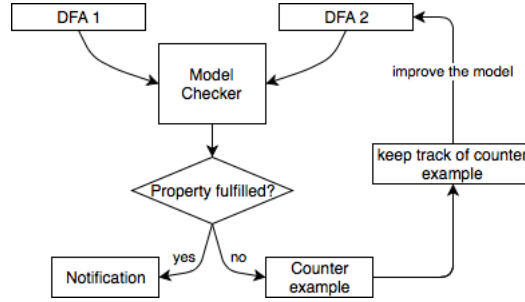 DFA 1
DFA 2
Model
Checker
improve the model
keep track of counter
example
Property fulfilled?
yes
no
Notification
Counter
example